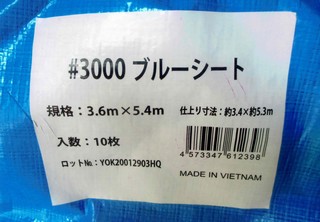 #3000 ブルーシート
規格：3.6m×5.4m 仕上り寸法：約3.4×約5.3m
入数：10枚
ロット№：YOK20012903HQ
4 573347 612398
MADE IN VIETNAM